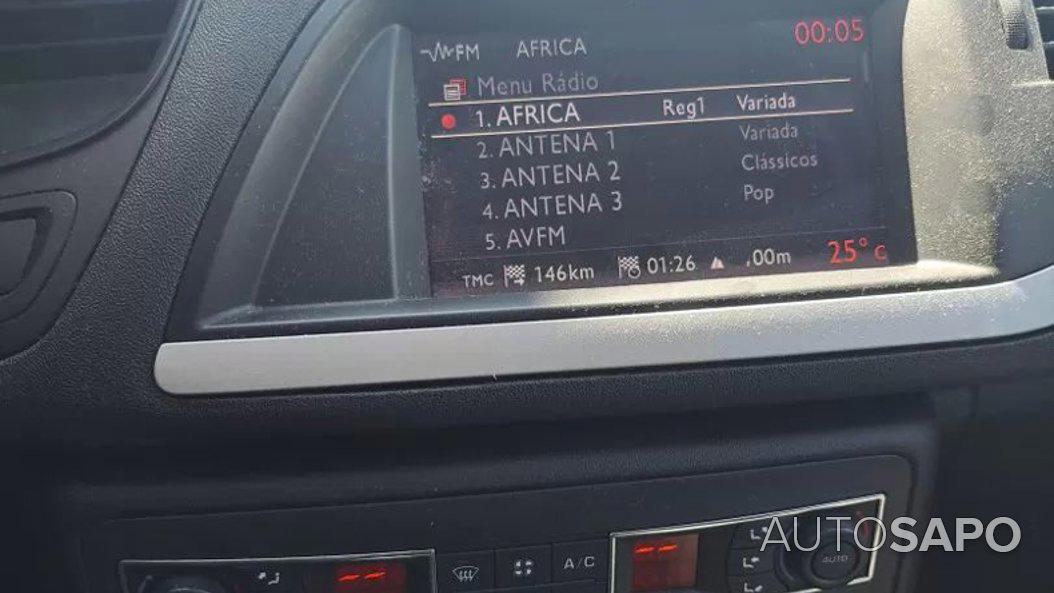 FM AFRICA 00:05
Menu Rádio
1. AFRICA Reg1 Variada
2. ANTENA 1 Variada
3. ANTENA 2 Clássicos
4. ANTENA 3 Pop
5. AVFM
TMC 146km 01:26 .00m 25° C
A/C
AUTO
AUTOSAPO